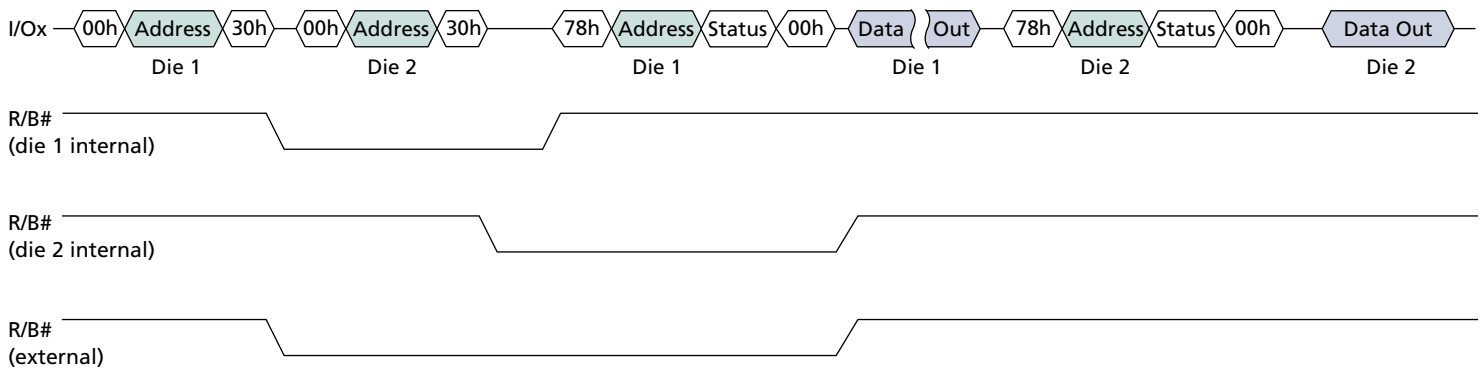 I/Ox 00h Address 30h 00h Address 30h 78h Address Status 00h Data Out 78h Address Status 00h Data Out
Die 1 Die 2 Die 1 Die 1 Die 2 Die 2
R/B#
(die 1 internal)
R/B#
(die 2 internal)
R/B#
(external)